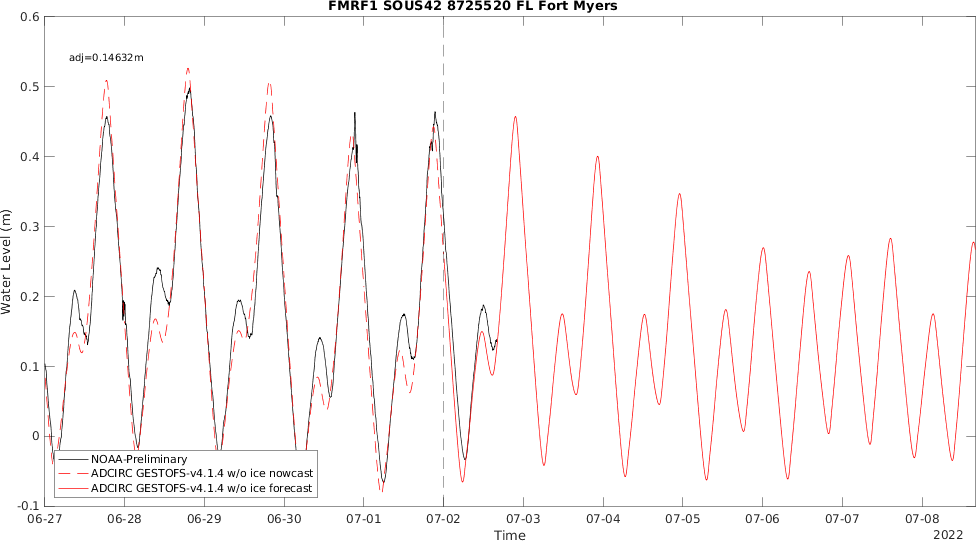 FMRF1 SOUS42 8725520 FL Fort Myers
adj=0.14632m
Water Level (m)
0.6
0.5
0.4
0.3
0.2
0.1
0
-0.1
NOAA-Preliminary
ADCIRC GESTOFS-v4.1.4 w/o ice nowcast
ADCIRC GESTOFS-v4.1.4 w/o ice forecast
06-27 06-28 06-29 06-30 07-01 07-02 07-03 07-04 07-05 07-06 07-07 07-08
Time
2022